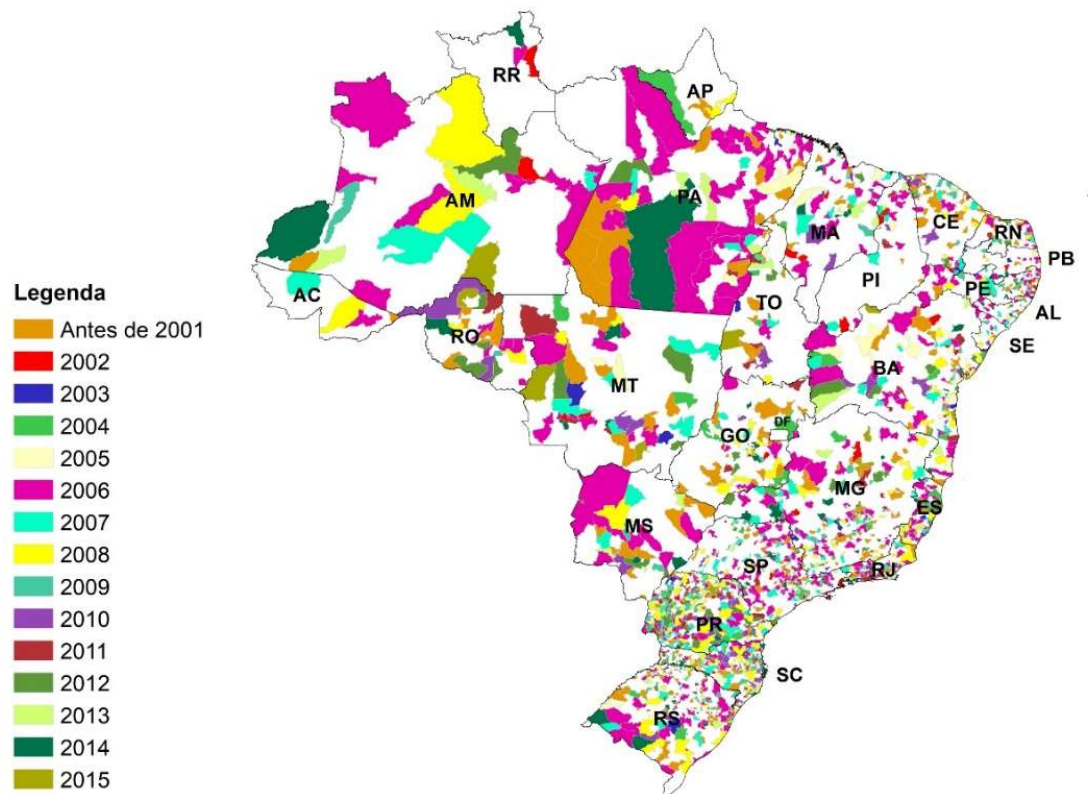 RR
AP
AM
PA
MA
CE
RN
PB
PI
PE
AL
SE
AC
TO
RO
BA
MT
DF
GO
MG
ES
MS
SP
RJ
PR
SC
RS
Legenda
Antes de 2001
2002
2003
2004
2005
2006
2007
2008
2009
2010
2011
2012
2013
2014
2015